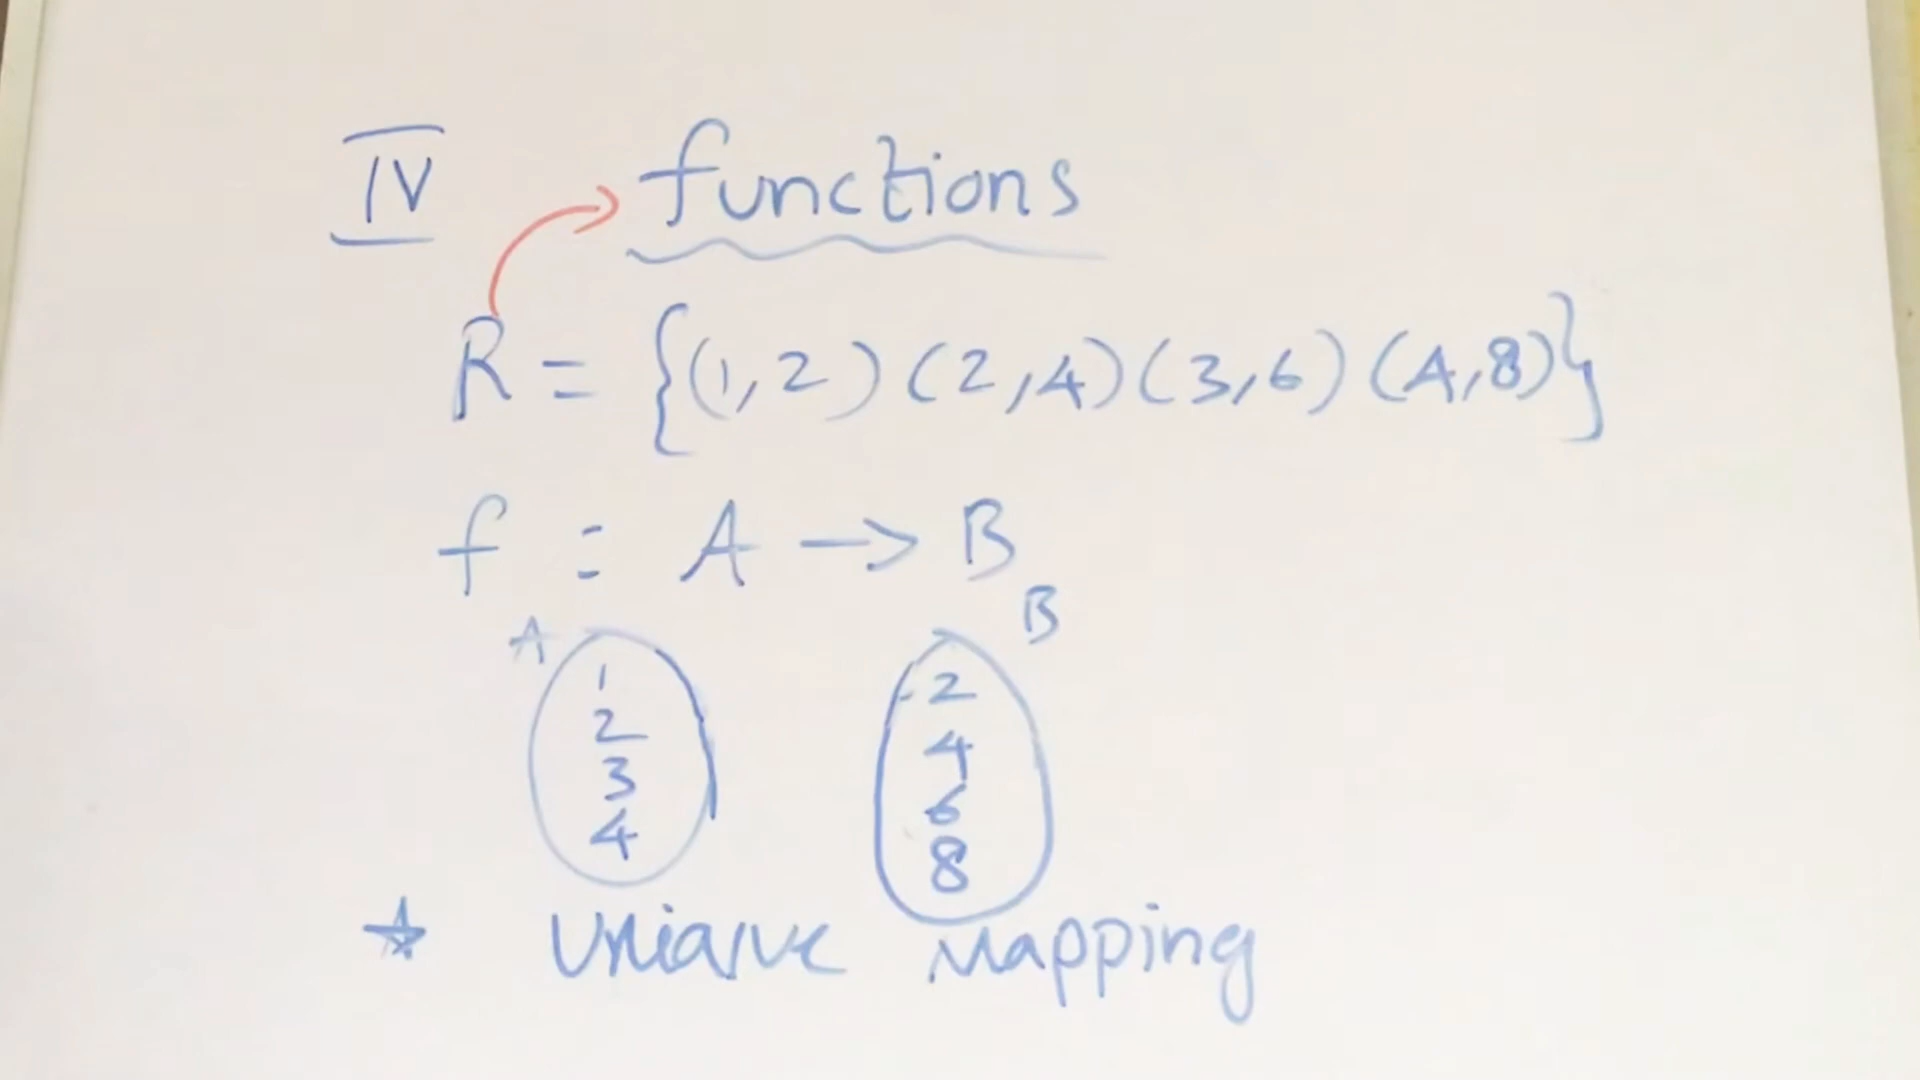 IV functions
R = {(1,2) (2,4) (3,6) (4,8)}
f : A -> B
A B
1 2
2 4
3 6
4 8
☆ Unique Mapping